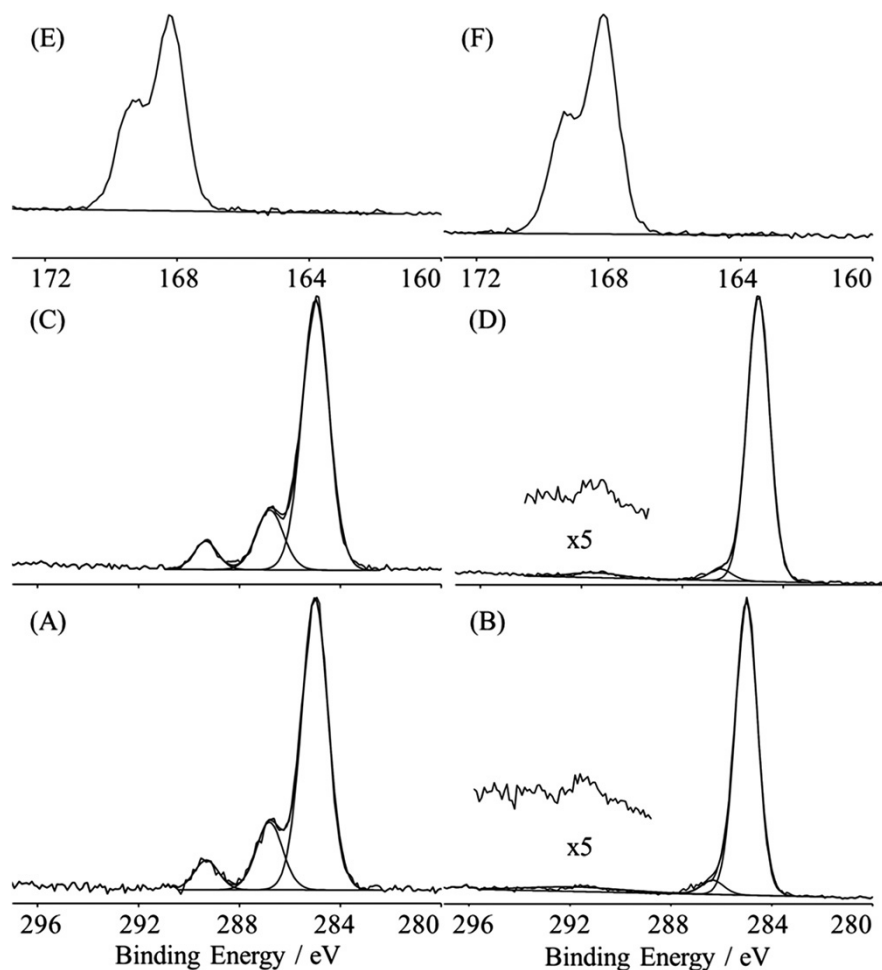 (E) (F)
172 168 164 160 172 168 164 160
(C) (D)
x5
(A) (B)
x5
296 292 288 284 280 296 292 288 284 280
Binding Energy / eV Binding Energy / eV